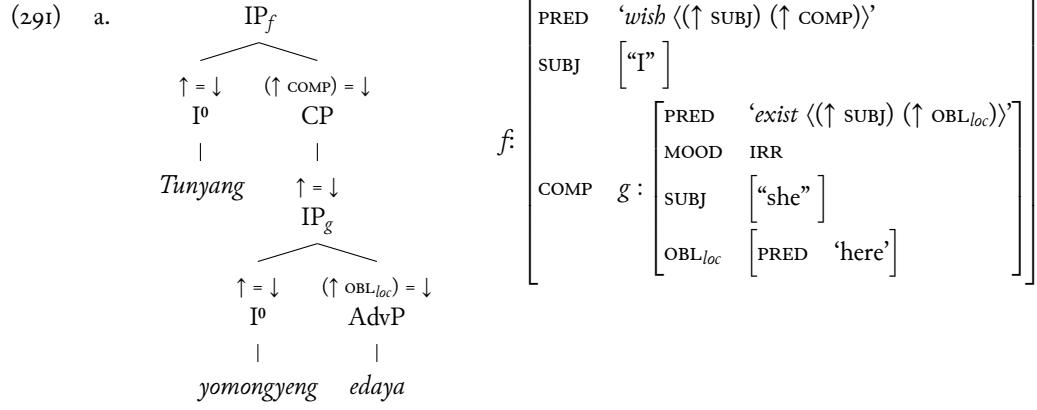 (291) a. IP_f
↑ = ↓ (↑ COMP) = ↓
I⁰ CP
Tunyang ↑ = ↓
IP_g
↑ = ↓ (↑ OBL_loc) = ↓
I⁰ AdvP
yomongyeng edaya
f:
PRED ‘wish ⟨(↑ SUBJ) (↑ COMP)⟩’
SUBJ [“I”]
COMP g :
PRED ‘exist ⟨(↑ SUBJ) (↑ OBL_loc)⟩’
MOOD IRR
SUBJ [“she”]
OBL_loc [PRED ‘here’]